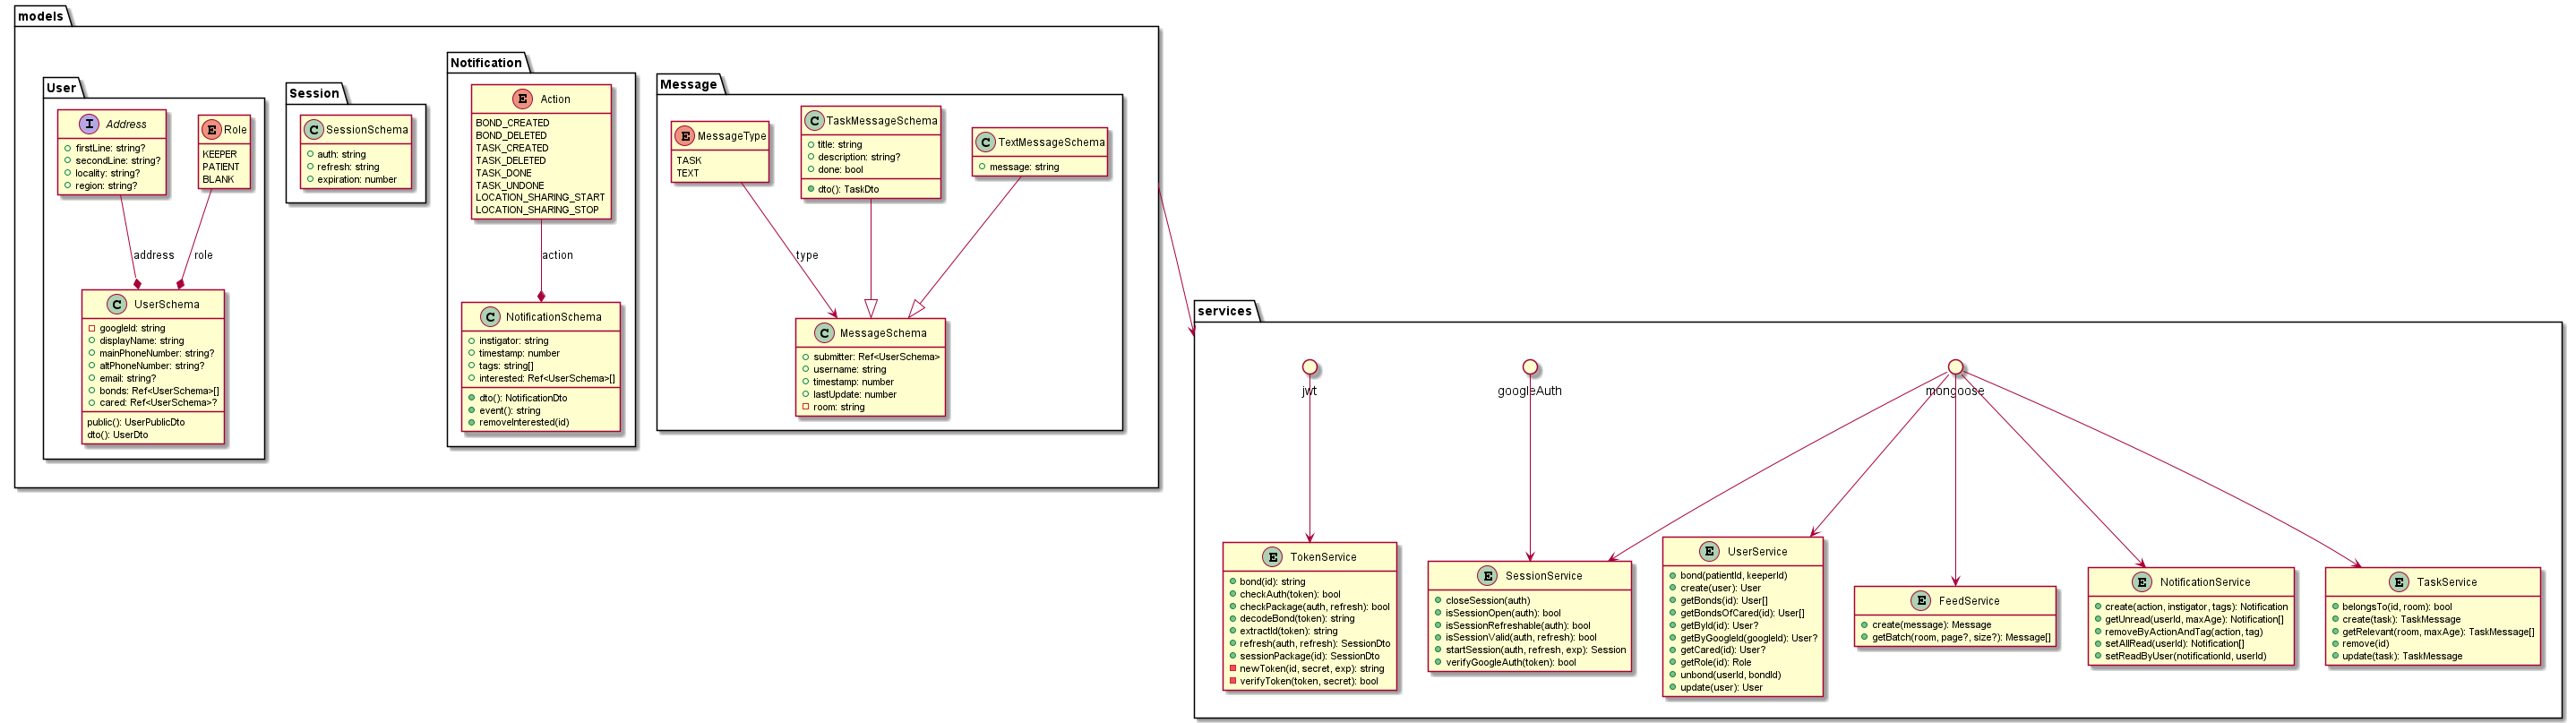 models
User
I Address
firstLine: string?
secondLine: string?
locality: string?
region: string?
E Role
KEEPER
PATIENT
BLANK
address
role
C UserSchema
googleId: string
displayName: string
mainPhoneNumber: string?
altPhoneNumber: string?
email: string?
bonds: Ref<UserSchema>[]
cared: Ref<UserSchema>?
public(): UserPublicDto
dto(): UserDto
Session
C SessionSchema
auth: string
refresh: string
expiration: number
Notification
E Action
BOND_CREATED
BOND_DELETED
TASK_CREATED
TASK_DELETED
TASK_DONE
TASK_UNDONE
LOCATION_SHARING_START
LOCATION_SHARING_STOP
action
C NotificationSchema
instigator: string
timestamp: number
tags: string[]
interested: Ref<UserSchema>[]
dto(): NotificationDto
event(): string
removeInterested(id)
Message
E MessageType
TASK
TEXT
C TaskMessageSchema
title: string
description: string?
done: bool
dto(): TaskDto
C TextMessageSchema
message: string
type
C MessageSchema
submitter: Ref<UserSchema>
username: string
timestamp: number
lastUpdate: number
room: string
services
jwt
googleAuth
mongoose
E TokenService
bond(id): string
checkAuth(token): bool
checkPackage(auth, refresh): bool
decodeBond(token): string
extractId(token): string
refresh(auth, refresh): SessionDto
sessionPackage(id): SessionDto
newToken(id, secret, exp): string
verifyToken(token, secret): bool
E SessionService
closeSession(auth)
isSessionOpen(auth): bool
isSessionRefreshable(auth): bool
isSessionValid(auth, refresh): bool
startSession(auth, refresh, exp): Session
verifyGoogleAuth(token): bool
E UserService
bond(patientId, keeperId)
create(user): User
getBonds(id): User[]
getBondsOfCared(id): User[]
getById(id): User?
getByGoogleId(googleId): User?
getCared(id): User?
getRole(id): Role
unbond(userId, bondId)
update(user): User
E FeedService
create(message): Message
getBatch(room, page?, size?): Message[]
E NotificationService
create(action, instigator, tags): Notification
getUnread(userId, maxAge): Notification[]
removeByActionAndTag(action, tag)
setAllRead(userId): Notification[]
setReadByUser(notificationId, userId)
E TaskService
belongsTo(id, room): bool
create(task): TaskMessage
getRelevant(room, maxAge): TaskMessage[]
remove(id)
update(task): TaskMessage